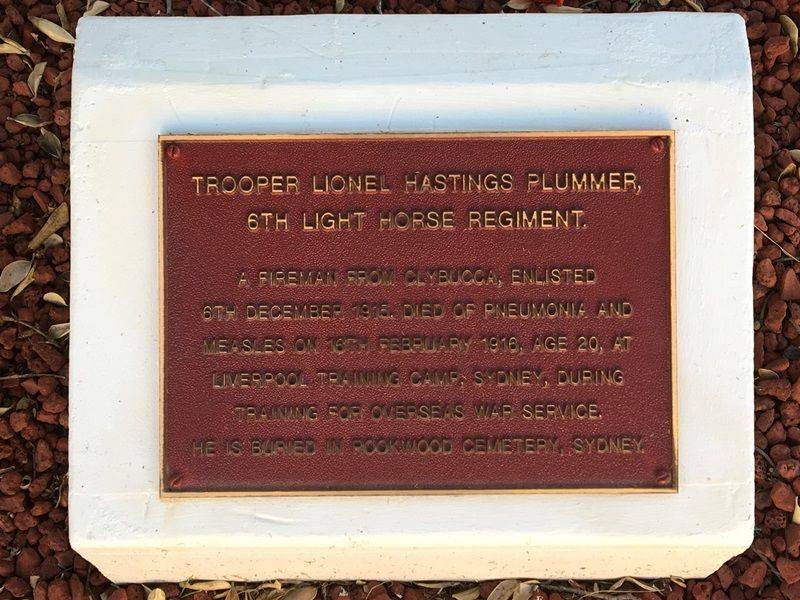 TROOPER LIONEL HASTINGS PLUMMER,
6TH LIGHT HORSE REGIMENT.
A FIREMAN FROM CLYBUCCA, ENLISTED
6TH DECEMBER 1915. DIED OF PNEUMONIA AND
MEASLES ON 16TH FEBRUARY 1916, AGE 20, AT
LIVERPOOL TRAINING CAMP, SYDNEY, DURING
TRAINING FOR OVERSEAS WAR SERVICE.
HE IS BURIED IN ROOKWOOD CEMETERY, SYDNEY.